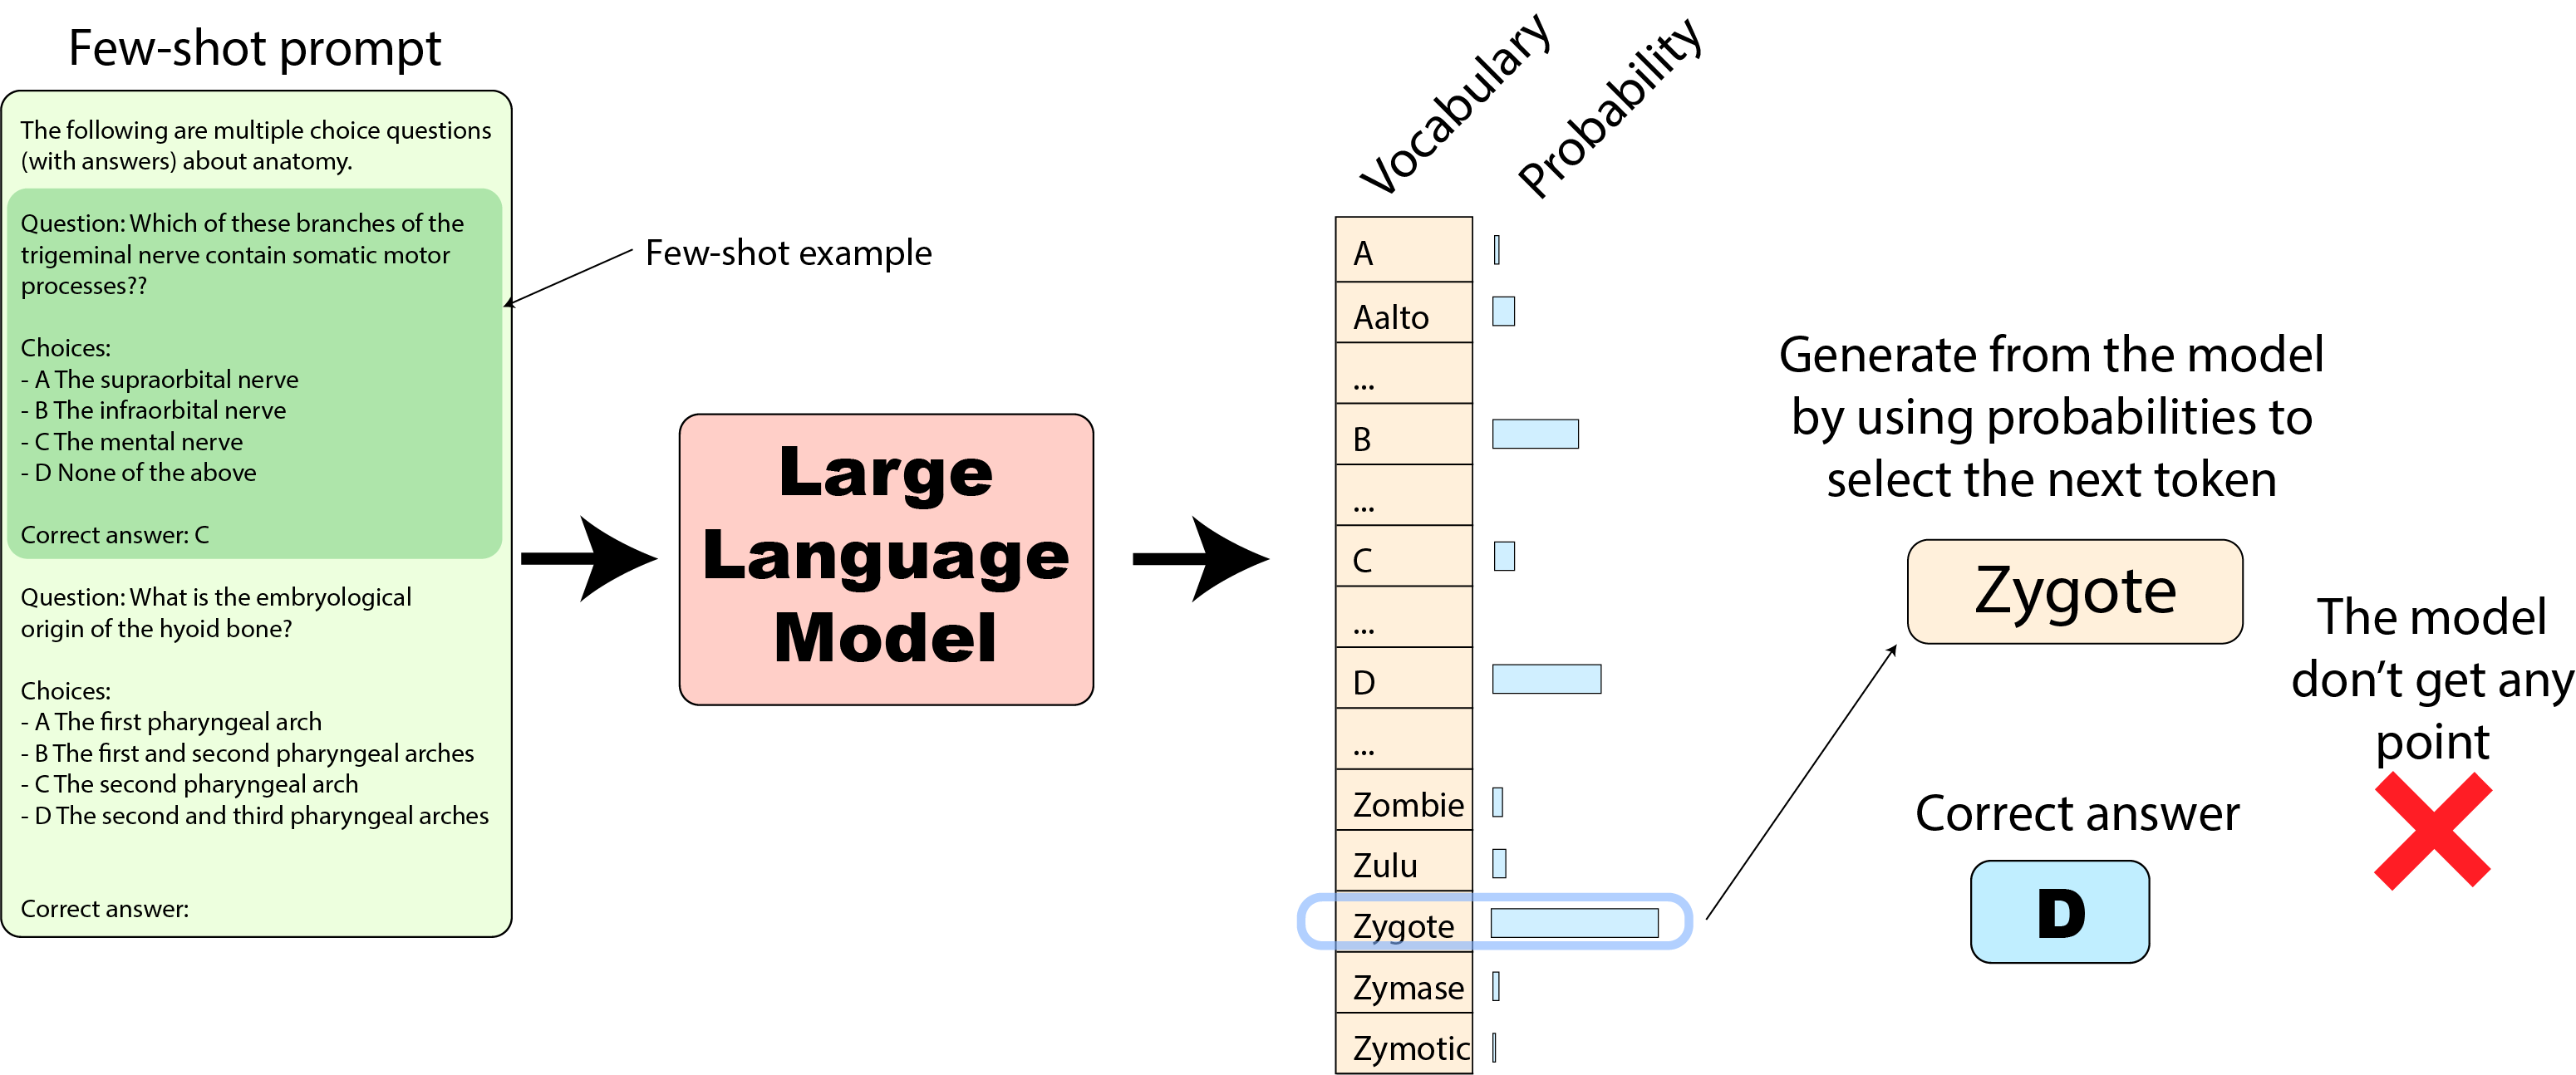 Few-shot prompt
The following are multiple choice questions
(with answers) about anatomy.
Question: Which of these branches of the
trigeminal nerve contain somatic motor
processes??
Choices:
- A The supraorbital nerve
- B The infraorbital nerve
- C The mental nerve
- D None of the above
Correct answer: C
Question: What is the embryological
origin of the hyoid bone?
Choices:
- A The first pharyngeal arch
- B The first and second pharyngeal arches
- C The second pharyngeal arch
- D The second and third pharyngeal arches
Correct answer:
Few-shot example
Large
Language
Model
Vocabulary
Probability
A
Aalto
...
B
...
C
...
D
...
Zombie
Zulu
Zygote
Zymase
Zymotic
Generate from the model
by using probabilities to
select the next token
Zygote
Correct answer
D
The model
don't get any
point